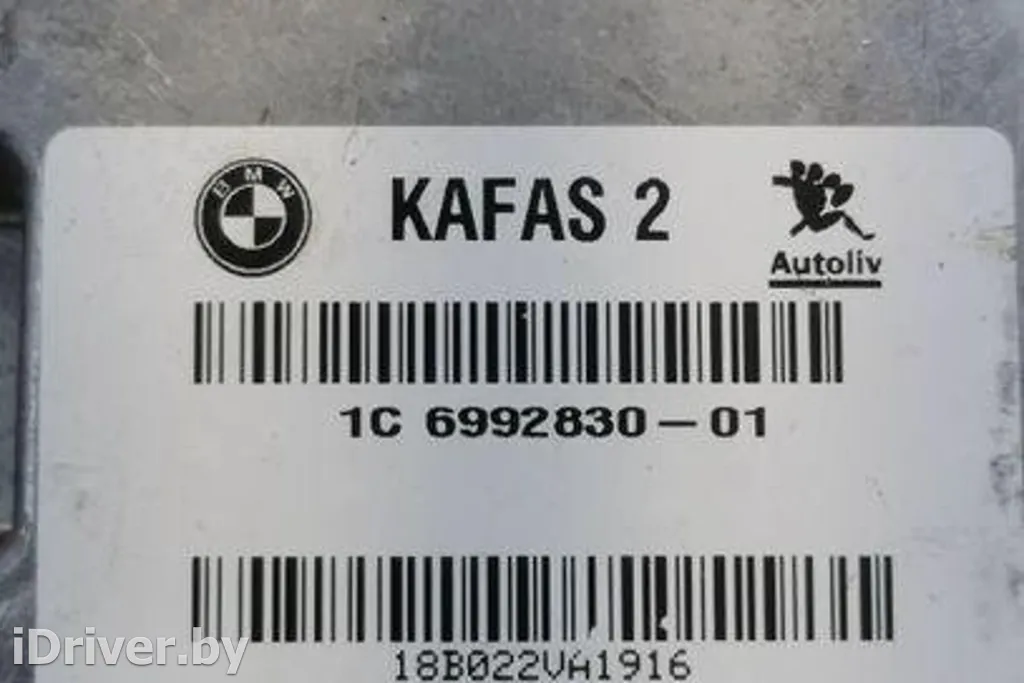 BMW KAFAS 2
Autoliv
1C 6992830-01
18B022VA1916
iDriver.by